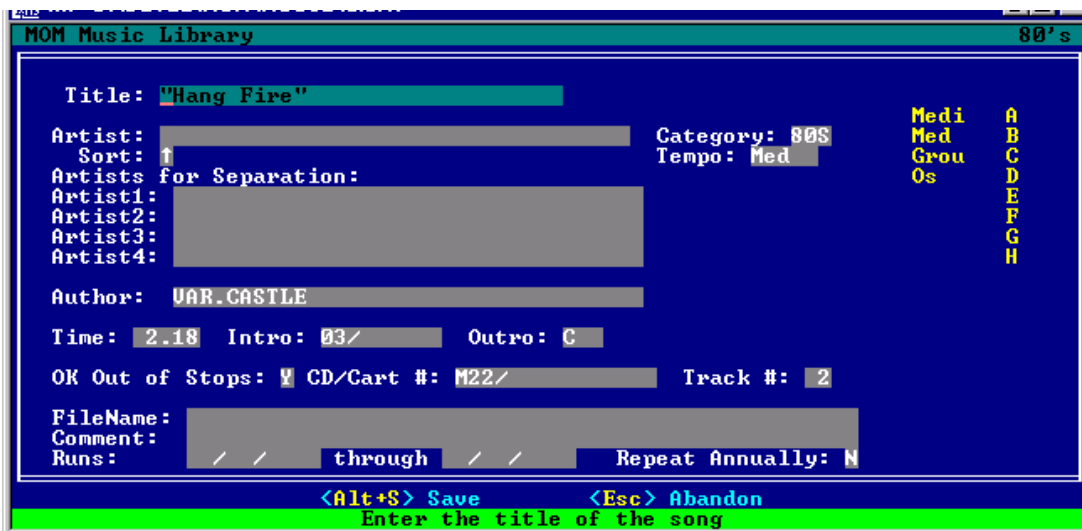 MOM Music Library 80's
Title: "Hang Fire"
Medi A
Artist: Category: 80S Med B
Sort: ↑ Tempo: Med Grou C
Artists for Separation: Os D
Artist1: E
Artist2: F
Artist3: G
Artist4: H
Author: VAR.CASTLE
Time: 2.18 Intro: 03/ Outro: C
OK Out of Stops: Y CD/Cart #: M22/ Track #: 2
FileName:
Comment:
Runs: / / through / / Repeat Annually: N
<Alt+S> Save <Esc> Abandon
Enter the title of the song